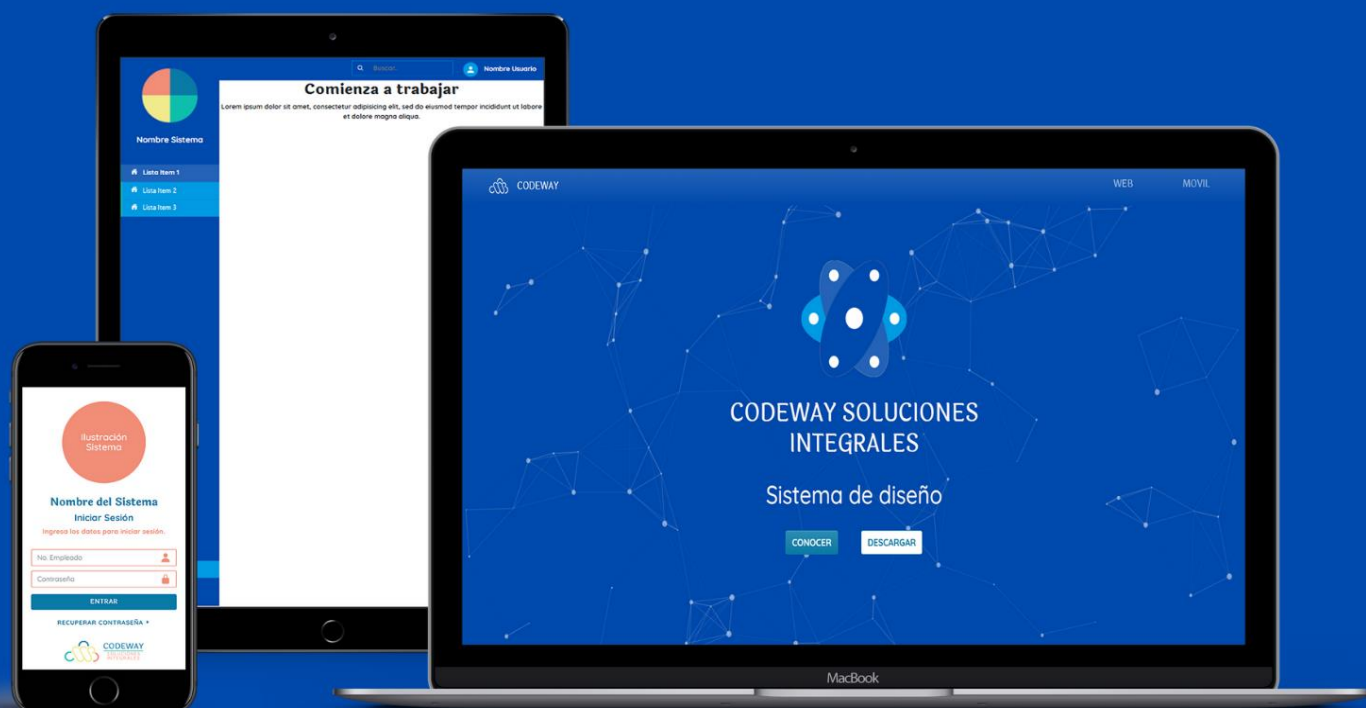 Buscar..
Nombre Usuario
Nombre Sistema
Lista Item 1
Lista Item 2
Lista Item 3
Comienza a trabajar
Lorem ipsum dolor sit amet, consectetur adipisicing elit, sed do eiusmod tempor incididunt ut labore
et dolore magna aliqua.
Ilustración
Sistema
Nombre del Sistema
Iniciar Sesión
Ingresa los datos para iniciar sesión.
No. Empleado
Contraseña
ENTRAR
RECUPERAR CONTRASEÑA
CODEWAY
SOLUCIONES
INTEGRALES
CODEWAY
WEB
MOVIL
CODEWAY SOLUCIONES
INTEGRALES
Sistema de diseño
CONOCER
DESCARGAR
MacBook